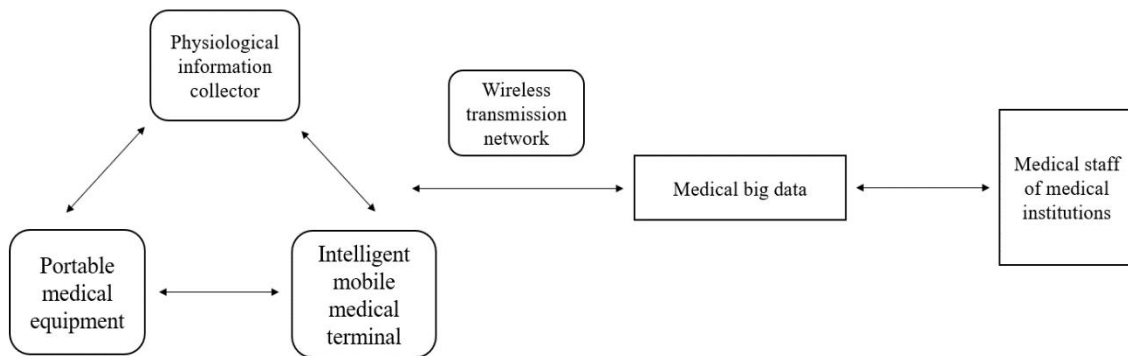 Physiological
information
collector
Wireless
transmission
network
Medical big data
Medical staff
of medical
institutions
Portable
medical
equipment
Intelligent
mobile
medical
terminal